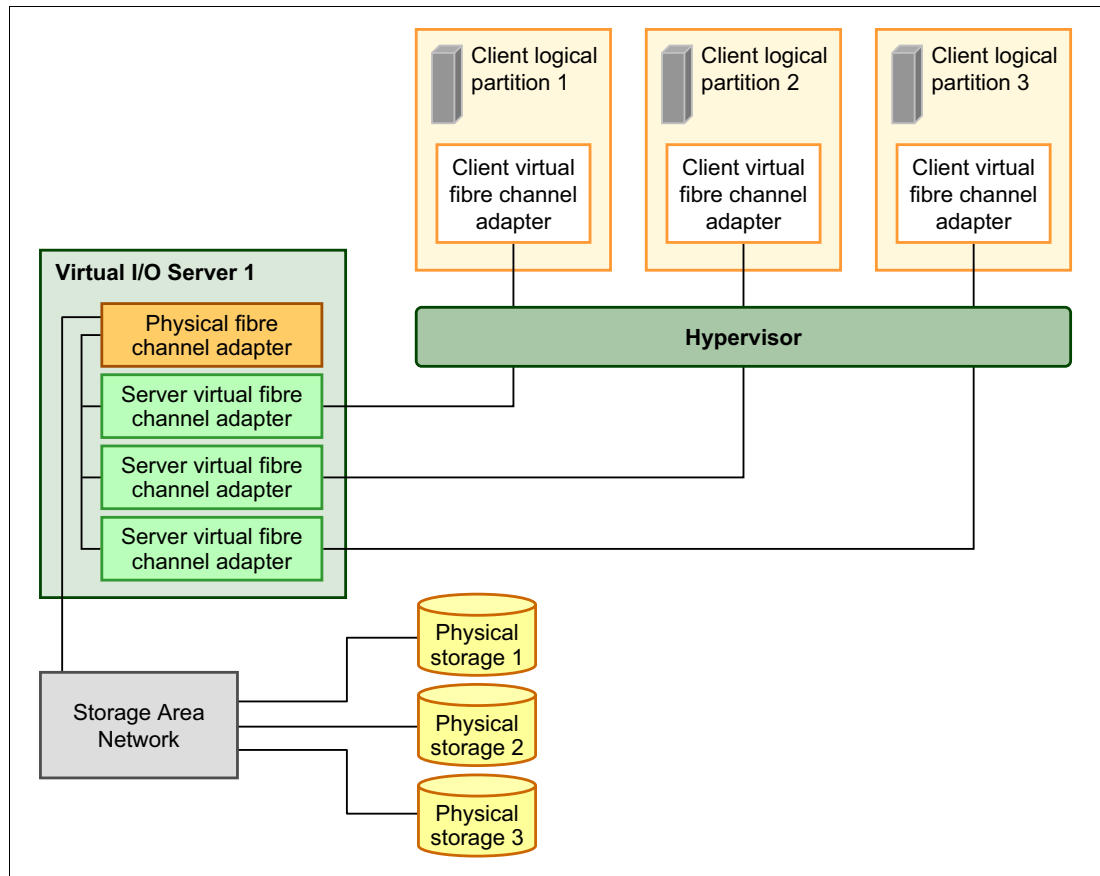 Client logical
partition 1
Client logical
partition 2
Client logical
partition 3
Client virtual
fibre channel
adapter
Client virtual
fibre channel
adapter
Client virtual
fibre channel
adapter
Virtual I/O Server 1
Physical fibre
channel adapter
Hypervisor
Server virtual fibre
channel adapter
Server virtual fibre
channel adapter
Server virtual fibre
channel adapter
Physical
storage 1
Storage Area
Network
Physical
storage 2
Physical
storage 3